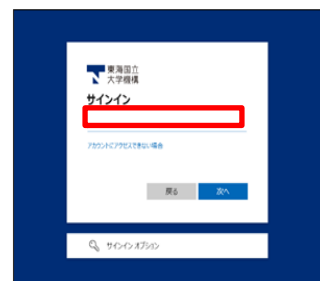 東海国立
大学機構
サインイン
アカウントにアクセスできない場合
戻る
次へ
サインイン オプション